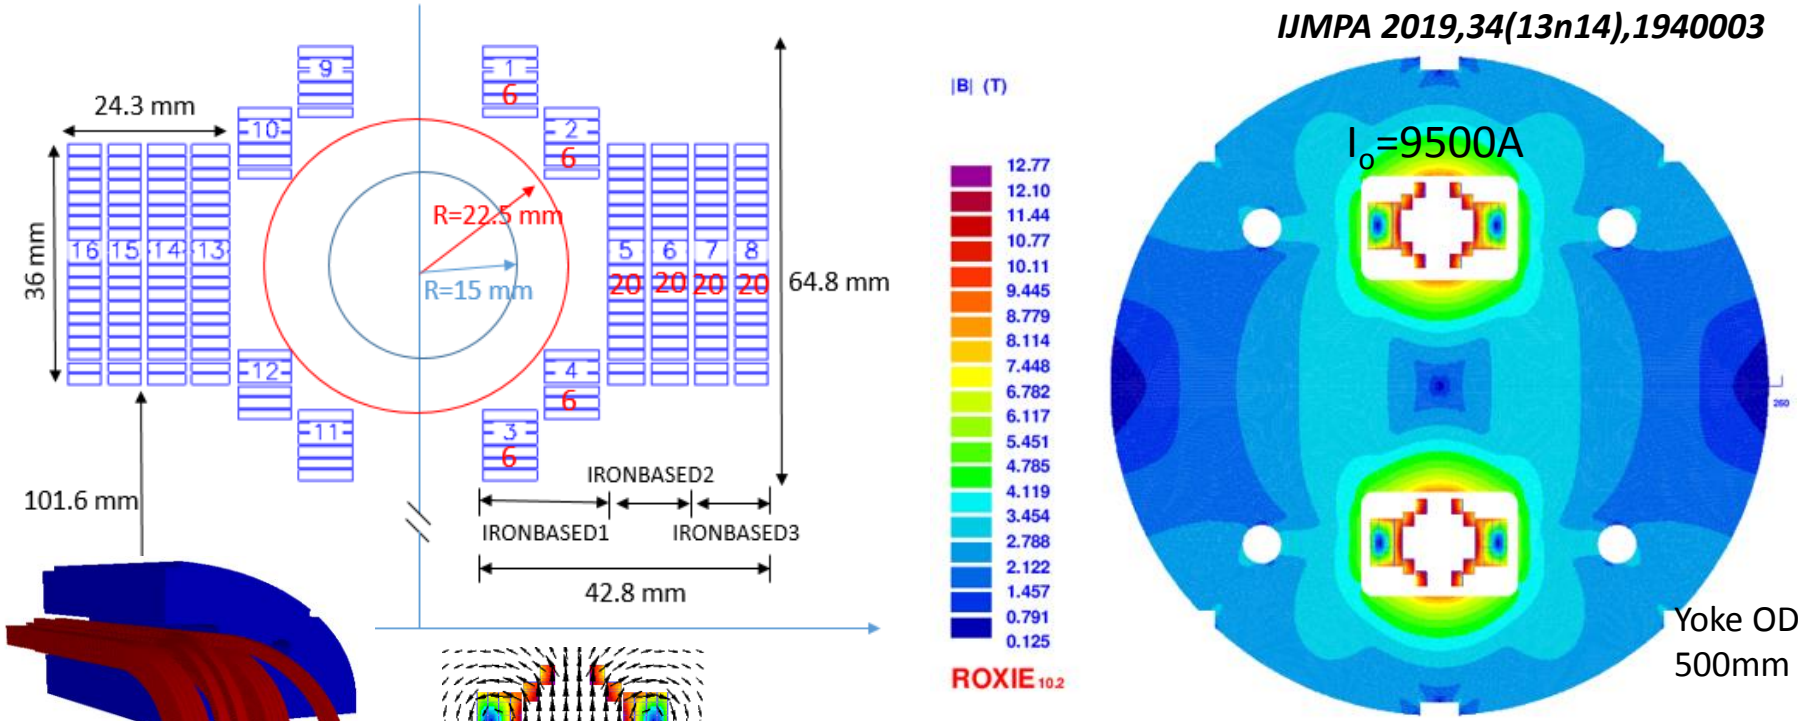 IJMPA 2019,34(13n14),1940003
9
1
6
24.3 mm
10
2
6
R=22.5 mm
R=15 mm
16
15
14
13
5
6
7
8
20
20
20
20
36 mm
64.8 mm
12
4
6
11
3
6
101.6 mm
IRONBASED2
IRONBASED1
IRONBASED3
42.8 mm
|B| (T)
12.77
12.10
11.44
10.77
10.11
9.445
8.779
8.114
7.448
6.782
6.117
5.451
4.785
4.119
3.454
2.788
2.122
1.457
0.791
0.125
ROXIE 10.2
Io=9500A
260
Yoke OD
500mm